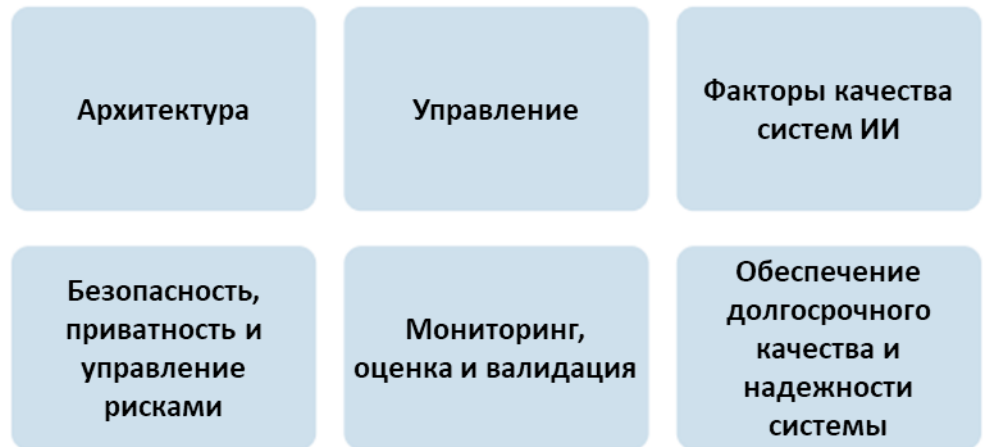 Архитектура
Управление
Факторы качества
систем ИИ
Безопасность,
приватность и
управление
рисками
Мониторинг,
оценка и валидация
Обеспечение
долгосрочного
качества и
надежности
системы